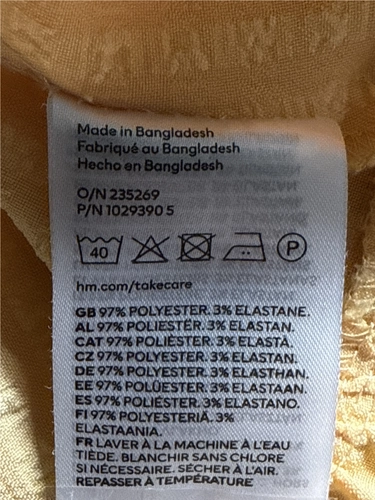 Made in Bangladesh
Fabriqué au Bangladesh
Hecho en Bangladesh
O/N 235269
P/N 1029390 5
40 P
hm.com/takecare
GB 97% POLYESTER. 3% ELASTANE.
AL 97% POLIESTËR. 3% ELASTAN.
CAT 97% POLIÈSTER. 3% ELASTÀ.
CZ 97% POLYESTER. 3% ELASTAN.
DE 97% POLYESTER. 3% ELASTHAN.
EE 97% POLÜESTER. 3% ELASTAAN.
ES 97% POLIÉSTER. 3% ELASTANO.
FI 97% POLYESTERIÄ. 3%
ELASTAANIA.
FR LAVER À LA MACHINE À L'EAU
TIÈDE. BLANCHIR SANS CHLORE
SI NÉCESSAIRE. SÉCHER À L'AIR.
REPASSER À TEMPÉRATURE